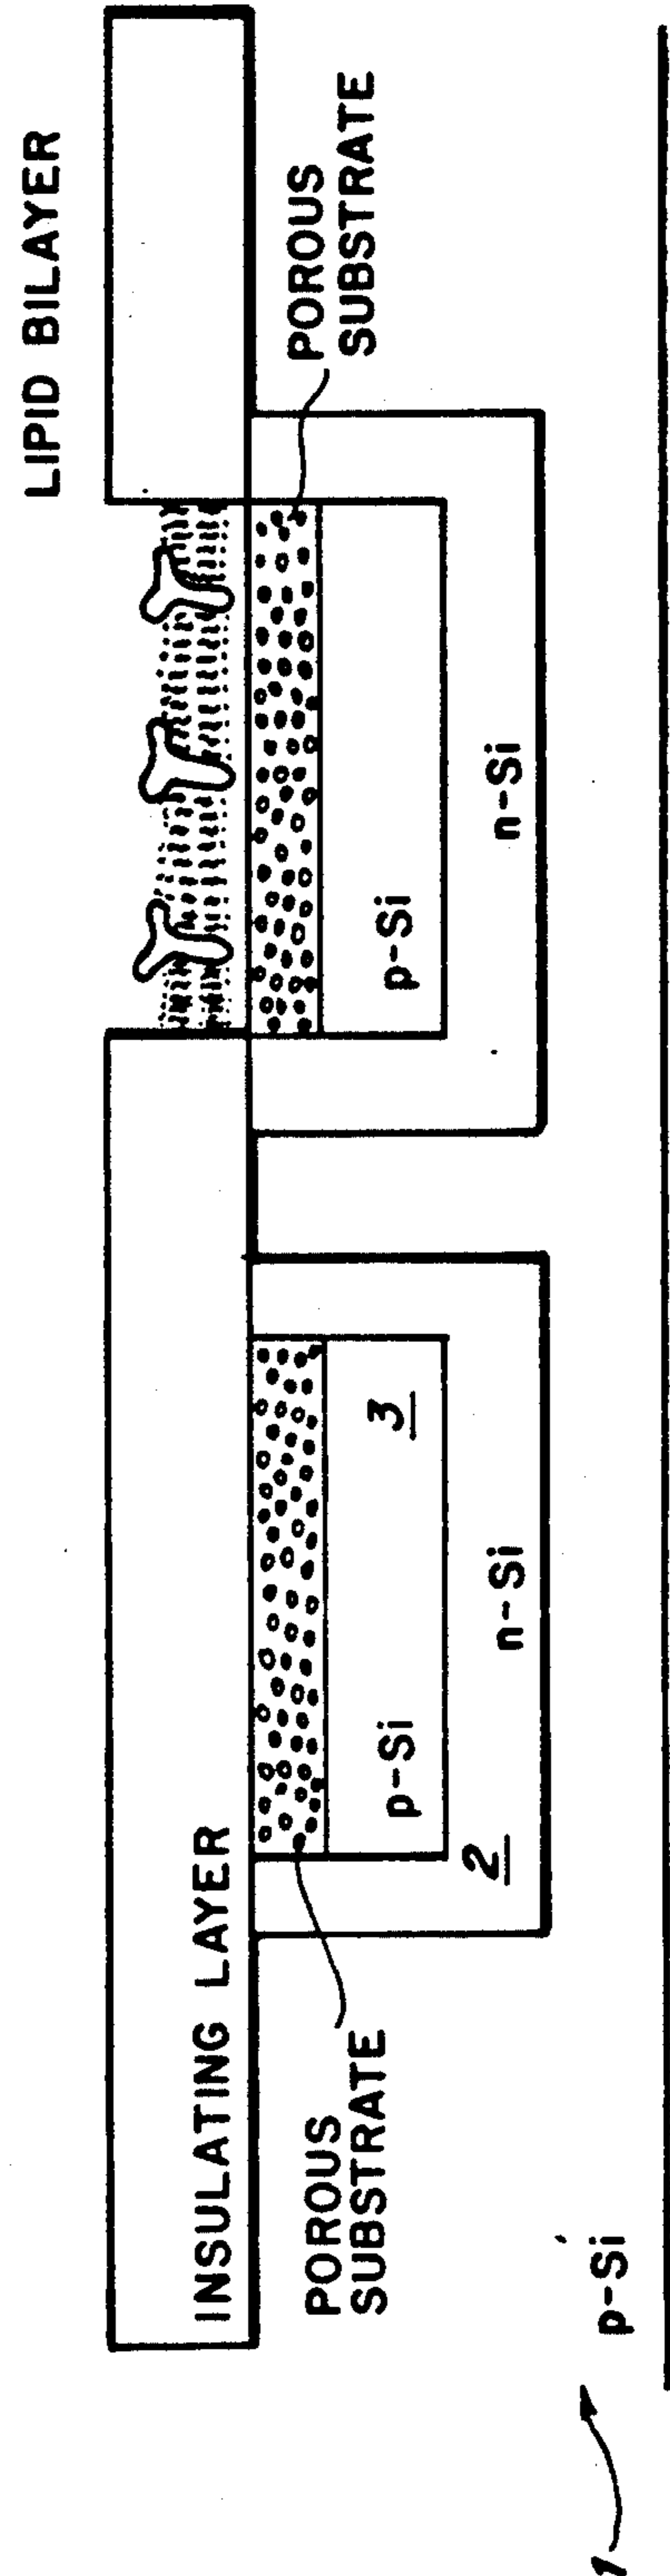 LIPID BILAYER
INSULATING LAYER
POROUS
SUBSTRATE
POROUS
SUBSTRATE
p-Si
3
p-Si
2
n-Si
n-Si
p-Si
1